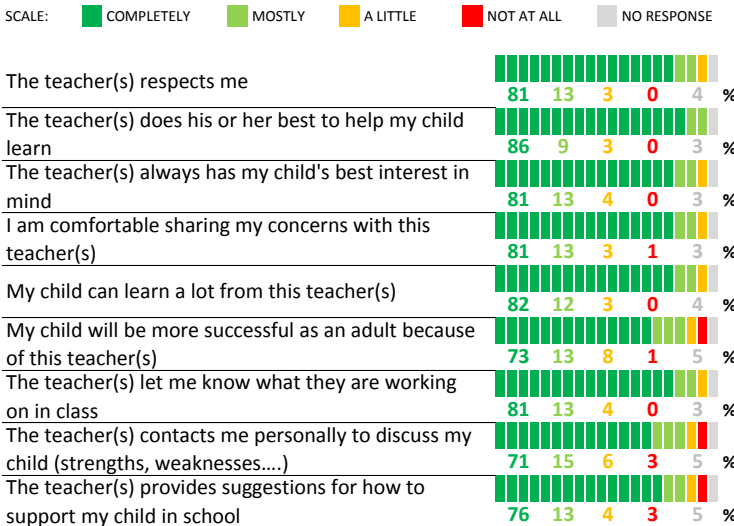 SCALE: COMPLETELY MOSTLY A LITTLE NOT AT ALL NO RESPONSE
The teacher(s) respects me
81 13 3 0 4 %
The teacher(s) does his or her best to help my child
learn
86 9 3 0 3 %
The teacher(s) always has my child's best interest in
mind
81 13 4 0 3 %
I am comfortable sharing my concerns with this
teacher(s)
81 13 3 1 3 %
My child can learn a lot from this teacher(s)
82 12 3 0 4 %
My child will be more successful as an adult because
of this teacher(s)
73 13 8 1 5 %
The teacher(s) let me know what they are working
on in class
81 13 4 0 3 %
The teacher(s) contacts me personally to discuss my
child (strengths, weaknesses....)
71 15 6 3 5 %
The teacher(s) provides suggestions for how to
support my child in school
76 13 4 3 5 %